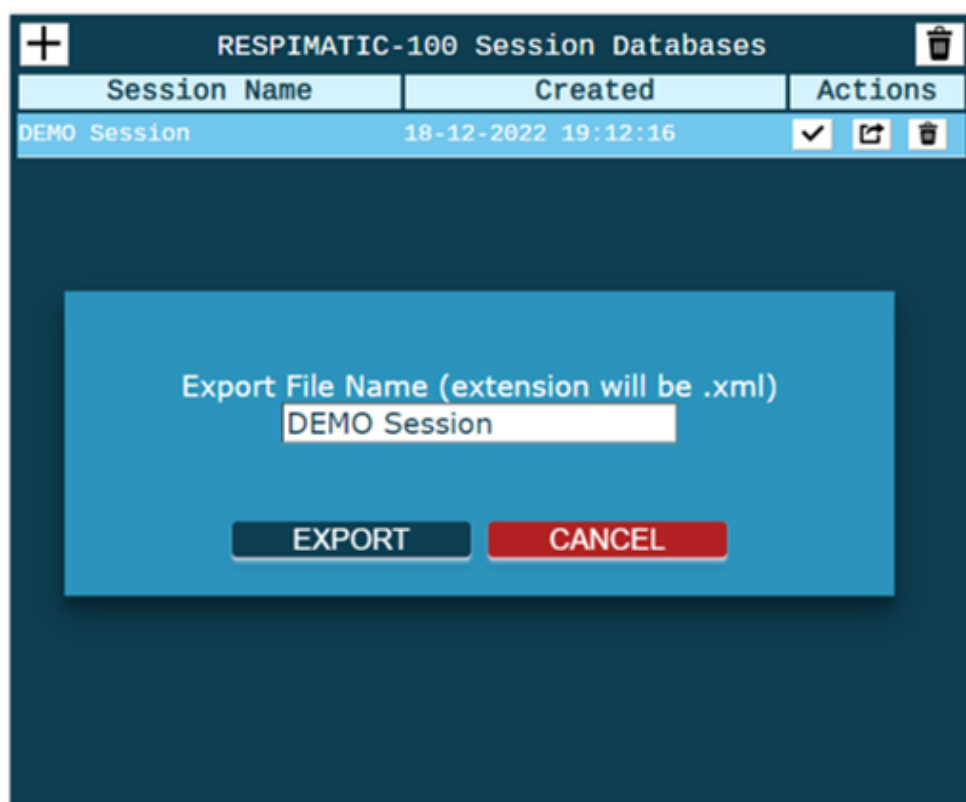 RESPIMATIC-100 Session Databases
Session Name Created Actions
DEMO Session 18-12-2022 19:12:16
Export File Name (extension will be .xml)
DEMO Session
EXPORT CANCEL